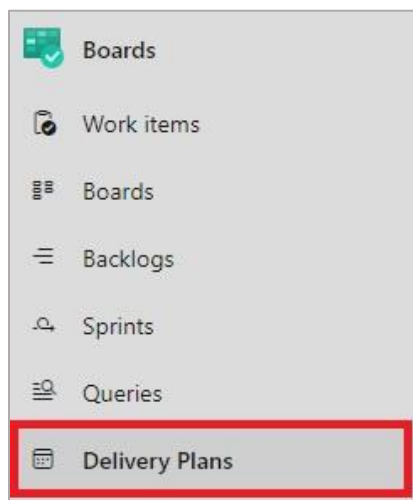 Boards
Work items
Boards
Backlogs
Sprints
Queries
Delivery Plans